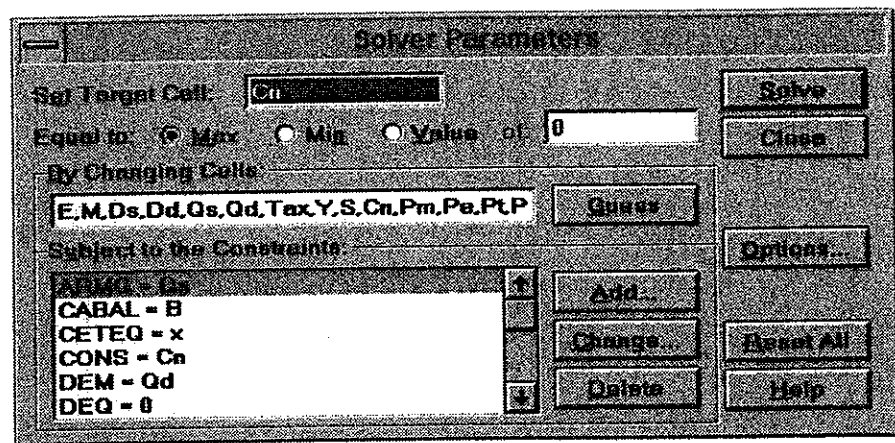 Solver Parameters
Set Target Cell: Cn
Solve
Equal to: Max Min Value of: 0
Close
By Changing Cells:
E,M,Ds,Dd,Qs,Qd,Tax,Y,S,Cn,Pm,Pe,Pt,P
Guess
Subject to the Constraints:
Options...
ARMG = Qs
CABAL = B
CETEQ = x
CONS = Cn
DEM = Qd
DEQ = 0
Add...
Change...
Reset All
Delete
Help